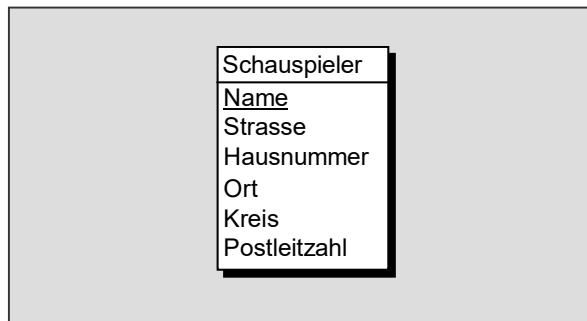 Schauspieler
Name
Strasse
Hausnummer
Ort
Kreis
Postleitzahl